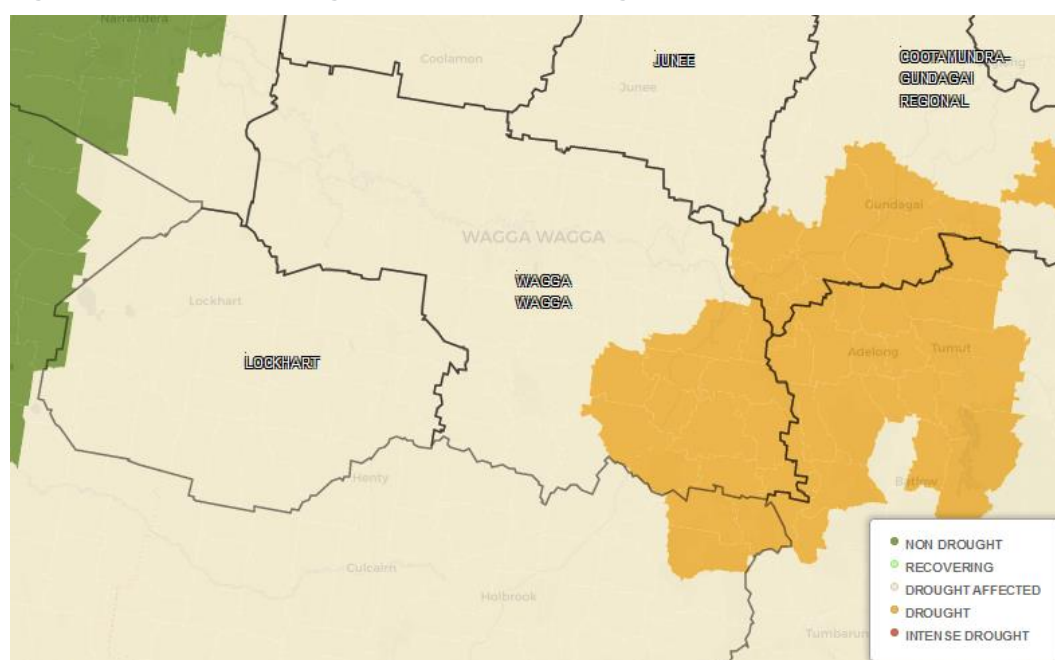 Narrandera
Coolamon
JUNEE
Junee
COOTAMUNDRA-
GUNDAGAI
REGIONAL
Gundagai
WAGGA WAGGA
WAGGA
WAGGA
Lockhart
LOCKHART
Adelong
Tumut
Henty
Batlow
Culcairn
Holbrook
NON DROUGHT
RECOVERING
DROUGHT AFFECTED
DROUGHT
INTENSE DROUGHT